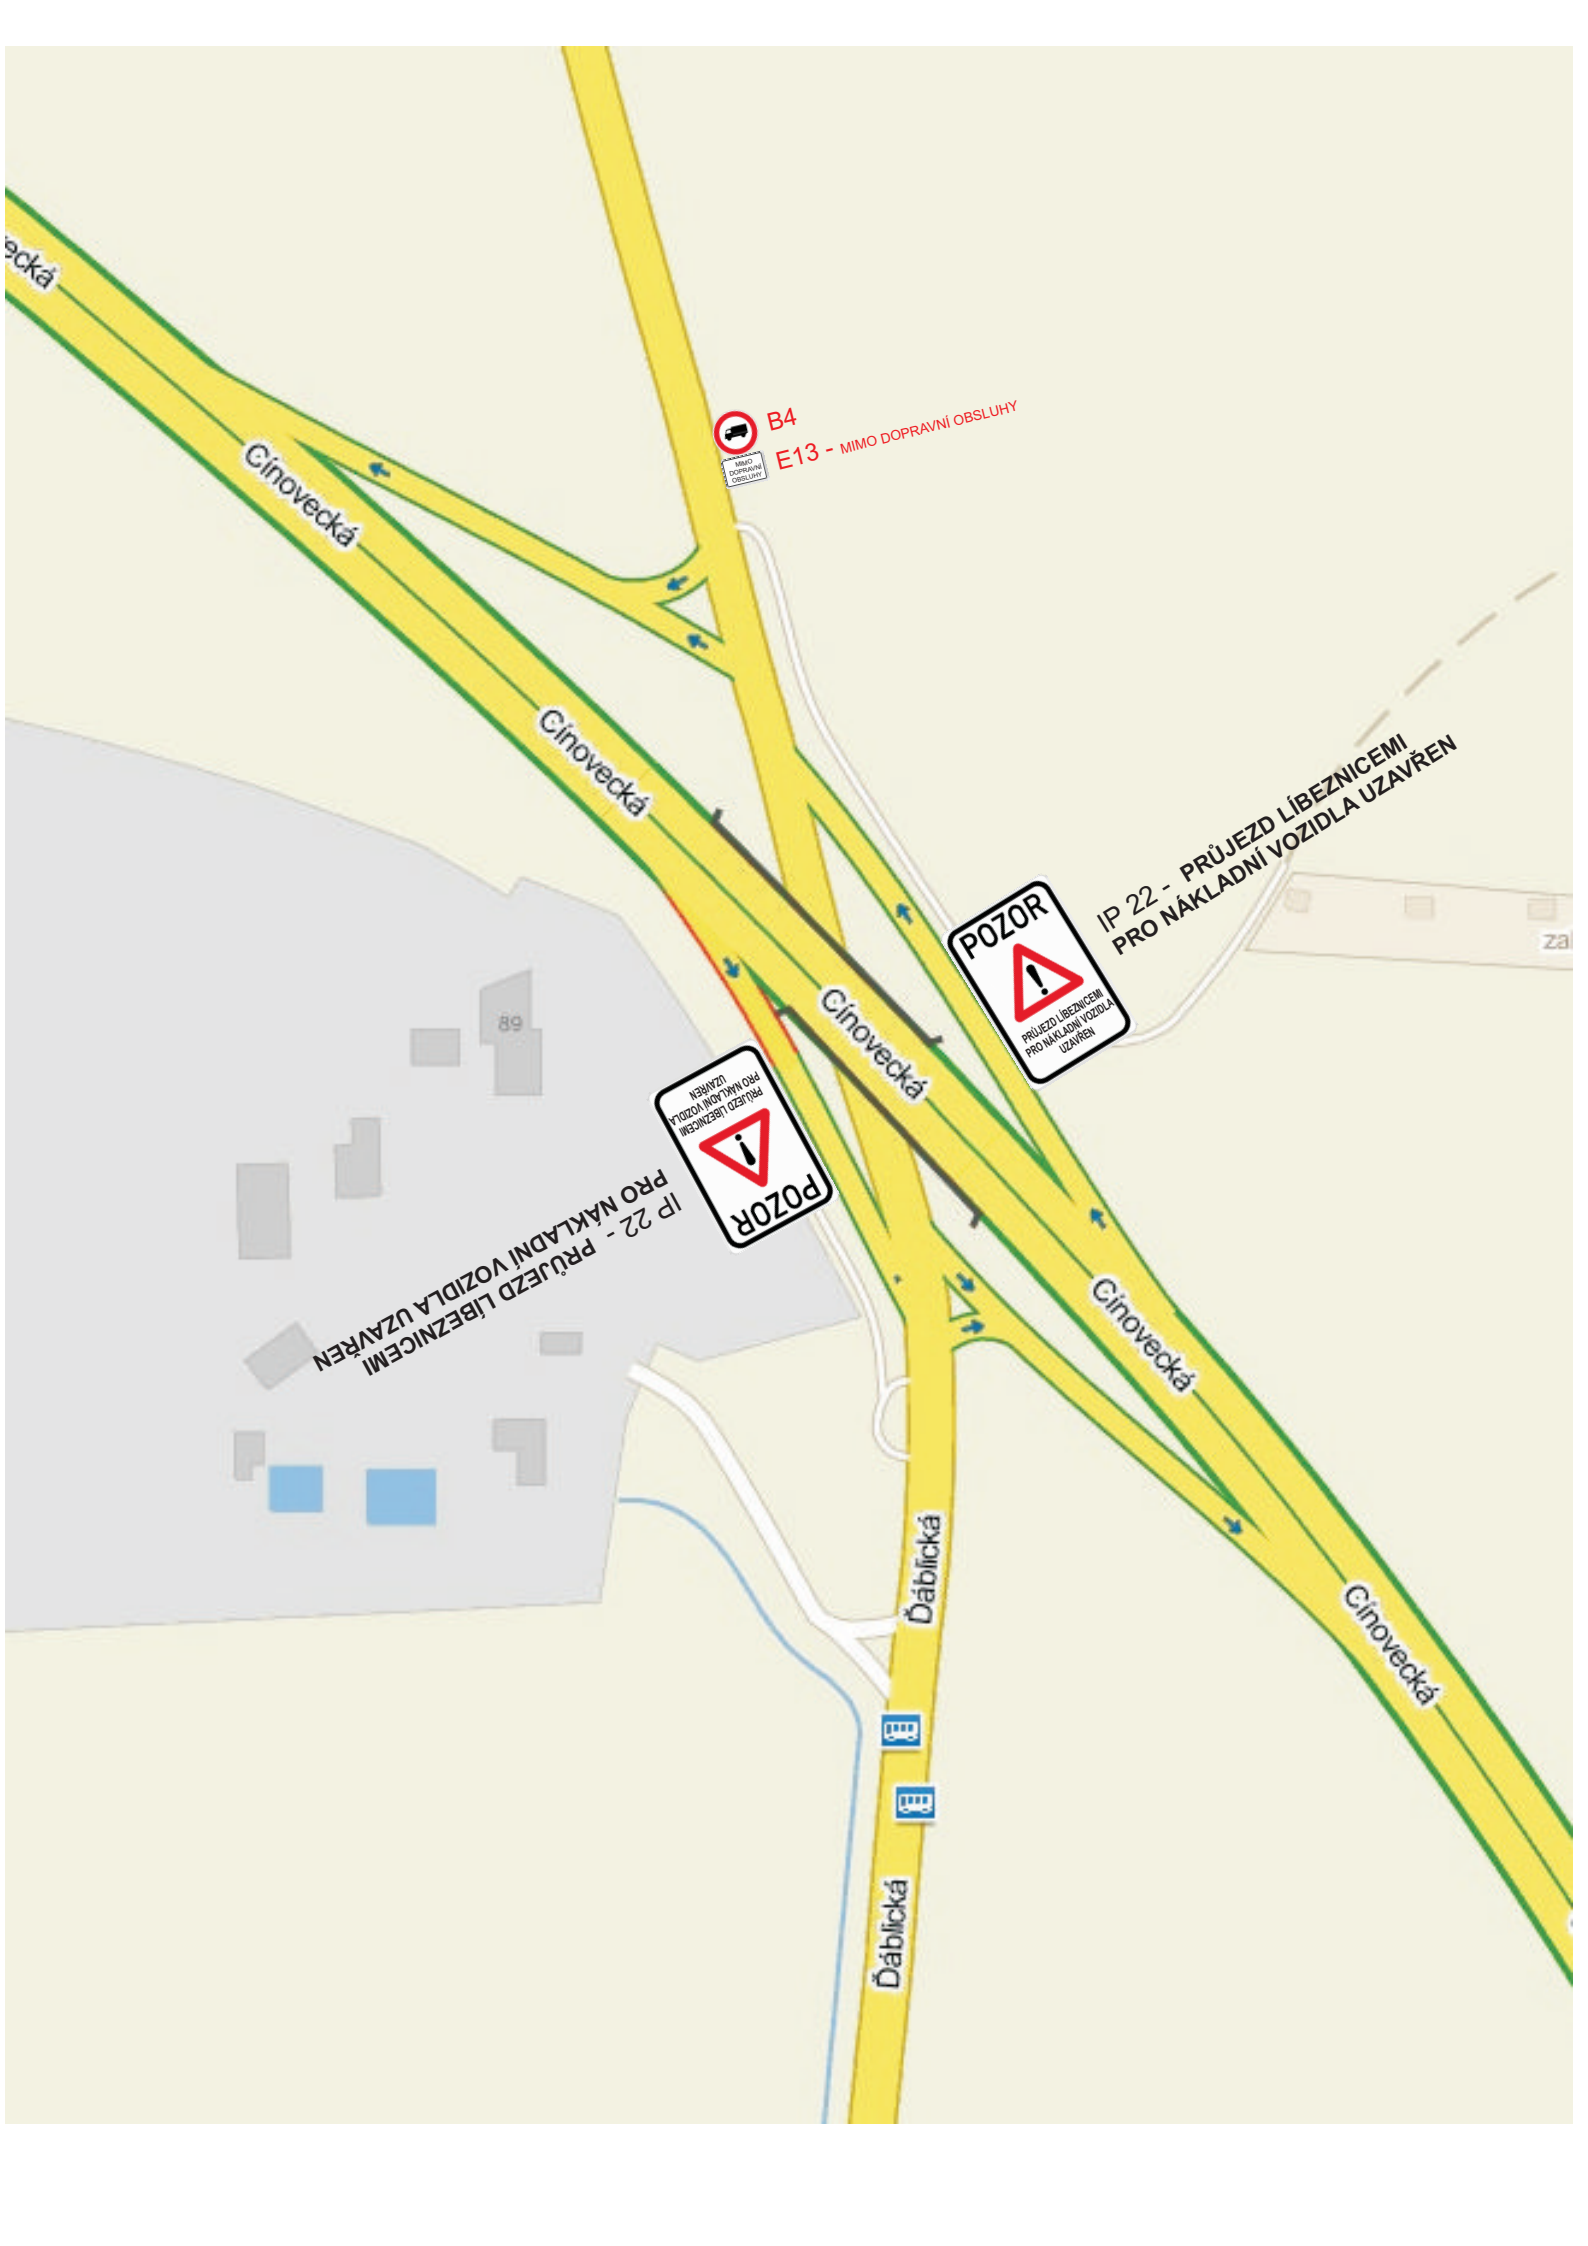 ecká
Cínovecká
B4
E13 - MIMO DOPRAVNÍ OBSLUHY
MIMO
DOPRAVNÍ
OBSLUHY
Cínovecká
IP 22 - PRŮJEZD LÍBEZNICEMI
PRO NÁKLADNÍ VOZIDLA UZAVŘEN
POZOR
PRŮJEZD LÍBEZNICEMI
PRO NÁKLADNÍ VOZIDLA
UZAVŘEN
zal
89
Cínovecká
POZOR
PRŮJEZD LÍBEZNICEMI
PRO NÁKLADNÍ VOZIDLA
UZAVŘEN
IP 22 - PRŮJEZD LÍBEZNICEMI
PRO NÁKLADNÍ VOZIDLA UZAVŘEN
Cínovecká
Ďáblická
Cínovecká
Ďáblická